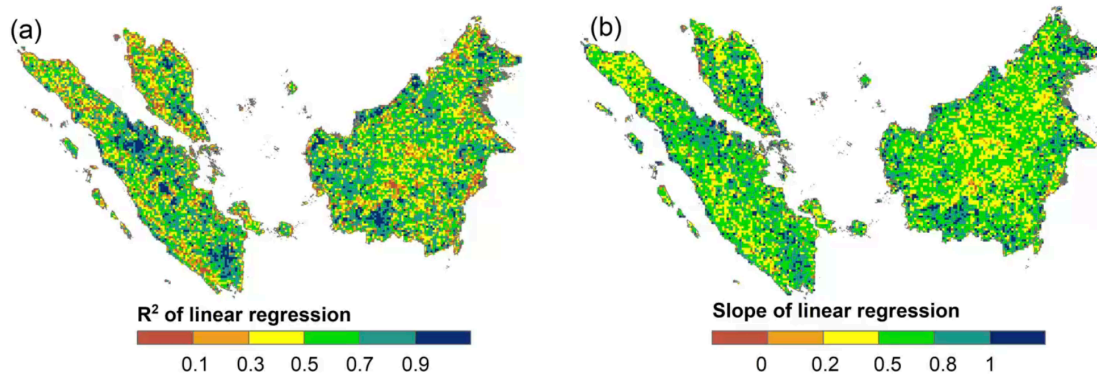 (a)
(b)
R² of linear regression
0.1 0.3 0.5 0.7 0.9
Slope of linear regression
0 0.2 0.5 0.8 1